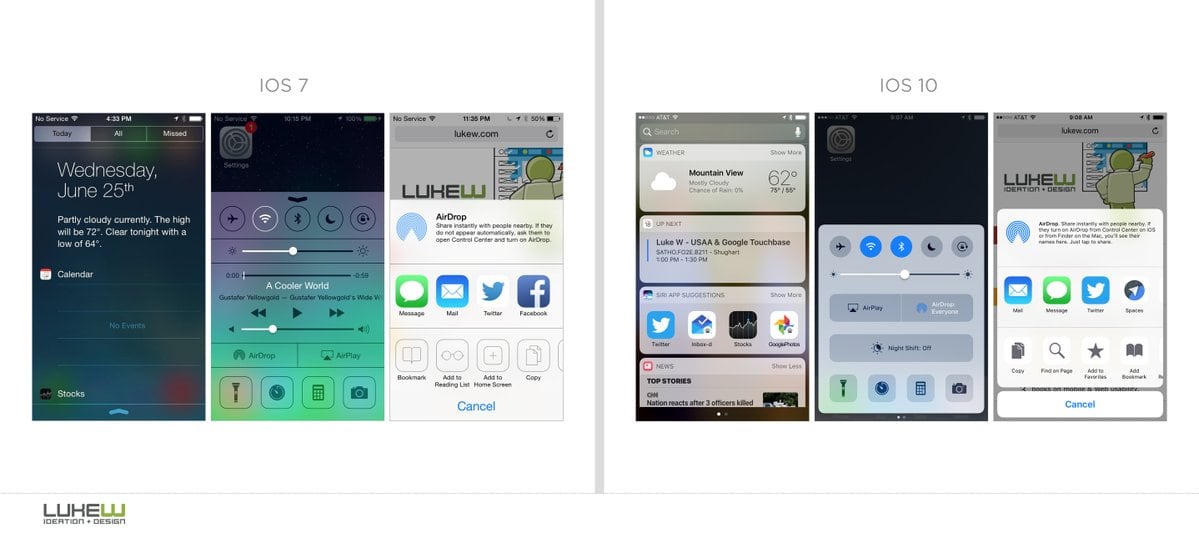 IOS 7
No Service 4:33 PM
Today All Missed
Wednesday,
June 25th
Partly cloudy currently. The high
will be 72°. Clear tonight with a
low of 64°.
Calendar
No Events
Stocks
No Service 10:15 PM 100%
1
Settings
0:00 -0:59
A Cooler World
Gustafer Yellowgold — Gustafer Yellowgold's Wide W
AirDrop AirPlay
No Service 11:35 PM 50%
lukew.com
LUKEW
AirDrop
Share instantly with people nearby. If they
do not appear automatically, ask them to
open Control Center and turn on AirDrop.
Message Mail Twitter Facebook
Bookmark Add to Reading List Add to Home Screen Copy
Cancel
IOS 10
AT&T
Search
WEATHER Show More
Mountain View
Mostly Cloudy
Chance of Rain: 0%
62°
75° / 55°
UP NEXT
Luke W - USAA & Google Touchbase
SATHO.FO2E.8211 - Shughart
1:00 PM - 1:30 PM
SIRI APP SUGGESTIONS Show More
Twitter Inbox-d Stocks GooglePhotos
NEWS Show Less
TOP STORIES
CNN
Nation reacts after 3 officers killed
AT&T 9:07 AM
Settings
AirPlay
AirDrop:
Everyone
Night Shift: Off
AT&T 9:08 AM
lukew.com
LUKEW
IDEATION + DESIGN
AirDrop. Share instantly with people nearby. If
they turn on AirDrop from Control Center on iOS
or from Finder on the Mac, you'll see their
names here. Just tap to share.
Mail Message Twitter Spaces
Copy Find on Page Add to Favorites Add Bookmark
Books on mobile & Web usability,
Cancel
LUKEW
IDEATION + DESIGN